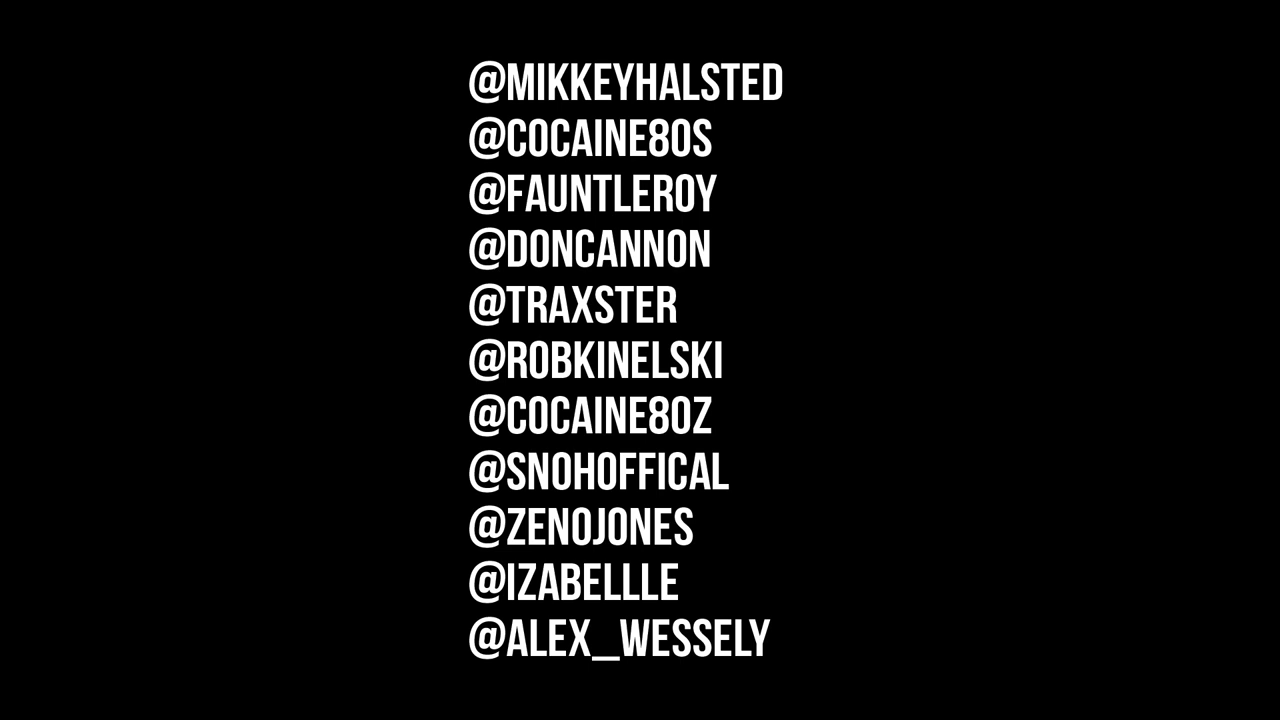 @MIKKEYHALSTED
@COCAINE80S
@FAUNTLEROY
@DONCANNON
@TRAXSTER
@ROBKINELSKI
@COCAINE80Z
@SNOHOFFICAL
@ZENOJONES
@IZABELLLE
@ALEX_WESSELY